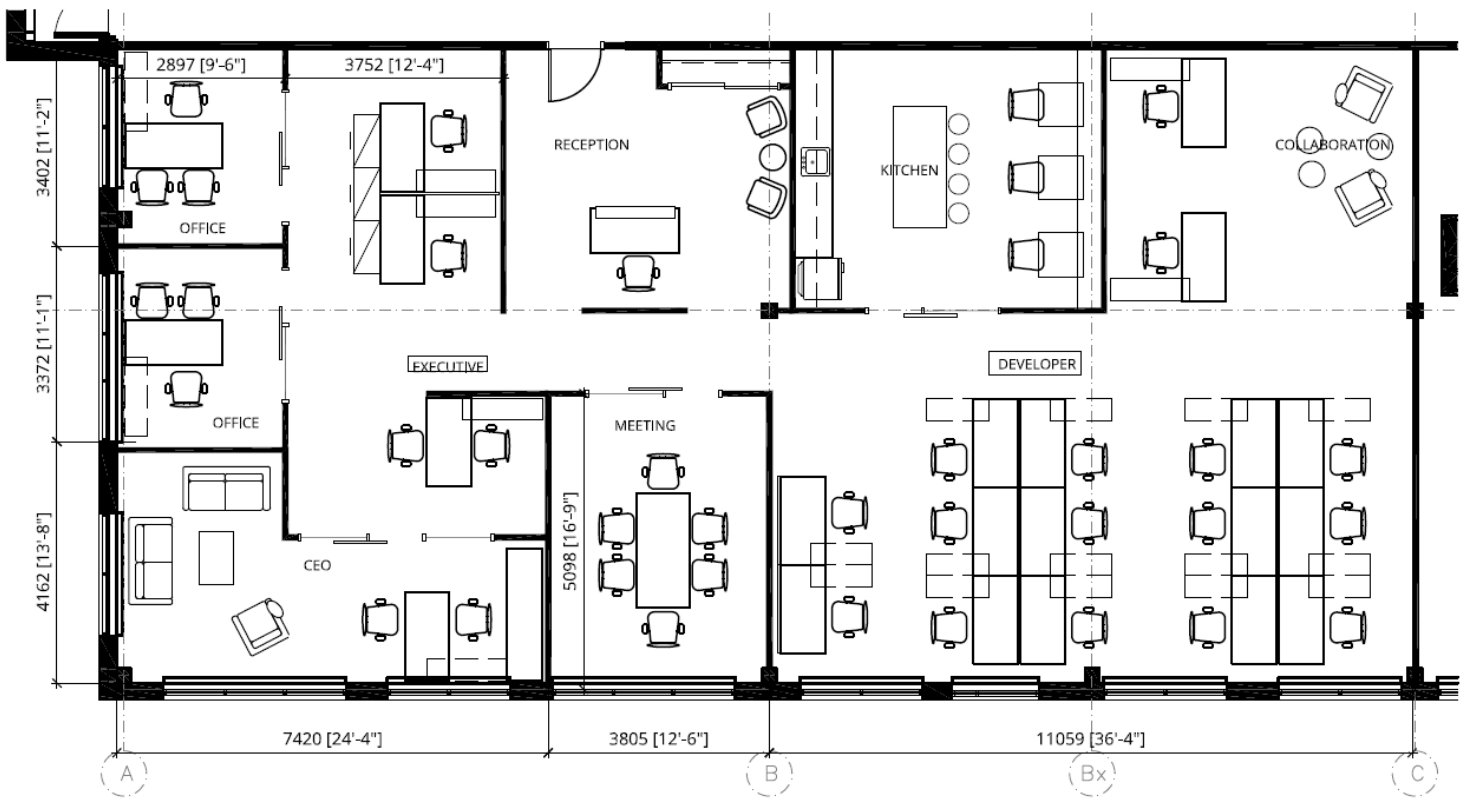 2897 [9'-6"]
3752 [12'-4"]
3402 [11'-2"]
RECEPTION
KITCHEN
COLLABORATION
OFFICE
3372 [11'-1"]
EXECUTIVE
DEVELOPER
OFFICE
MEETING
4162 [13'-8"]
5098 [16'-9"]
CEO
7420 [24'-4"]
3805 [12'-6"]
11059 [36'-4"]
A
B
Bx
C